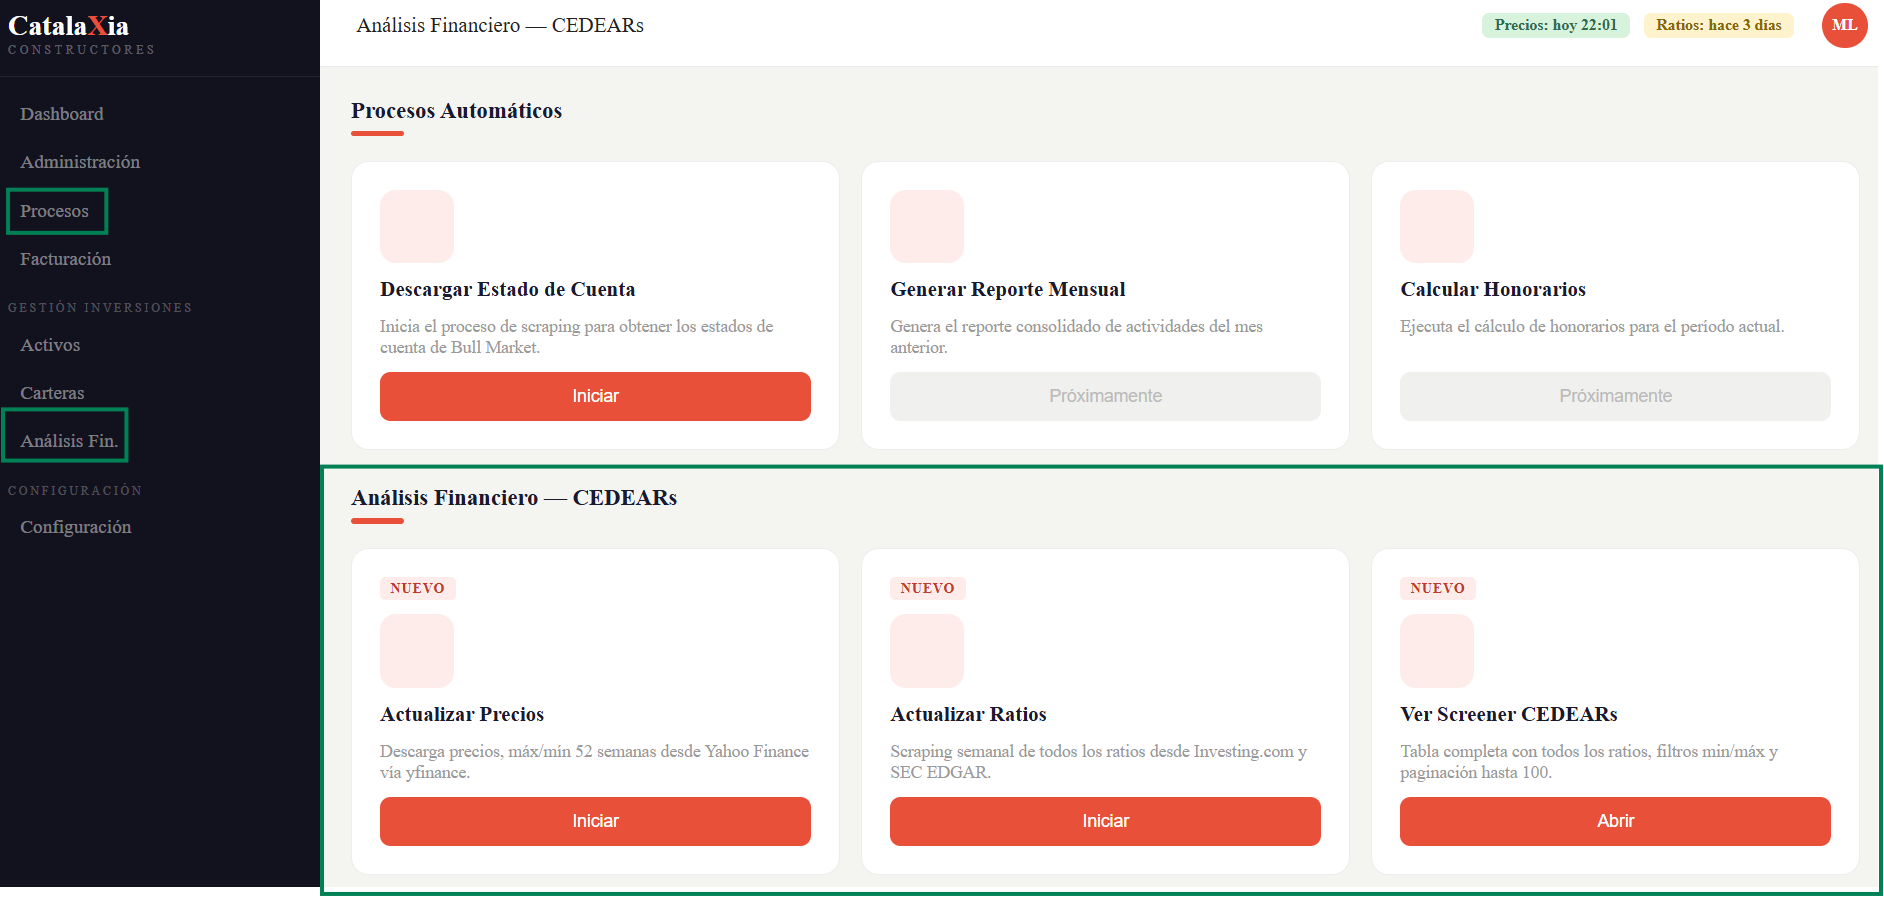 CatalaXia
CONSTRUCTORES
Dashboard
Administración
Procesos
Facturación
GESTIÓN INVERSIONES
Activos
Carteras
Análisis Fin.
CONFIGURACIÓN
Configuración
Análisis Financiero — CEDEARs
Precios: hoy 22:01
Ratios: hace 3 días
ML
Procesos Automáticos
Descargar Estado de Cuenta
Inicia el proceso de scraping para obtener los estados de
cuenta de Bull Market.
Iniciar
Generar Reporte Mensual
Genera el reporte consolidado de actividades del mes
anterior.
Próximamente
Calcular Honorarios
Ejecuta el cálculo de honorarios para el período actual.
Próximamente
Análisis Financiero — CEDEARs
NUEVO
Actualizar Precios
Descarga precios, máx/mín 52 semanas desde Yahoo Finance
vía yfinance.
Iniciar
NUEVO
Actualizar Ratios
Scraping semanal de todos los ratios desde Investing.com y
SEC EDGAR.
Iniciar
NUEVO
Ver Screener CEDEARs
Tabla completa con todos los ratios, filtros min/máx y
paginación hasta 100.
Abrir